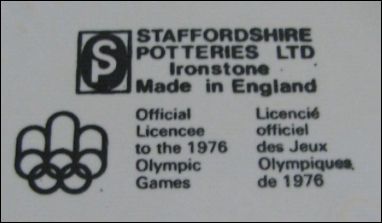 SP
STAFFORDSHIRE
POTTERIES LTD
Ironstone
Made in England
Official
Licencee
to the 1976
Olympic
Games
Licencié
officiel
des Jeux
Olympiques
de 1976